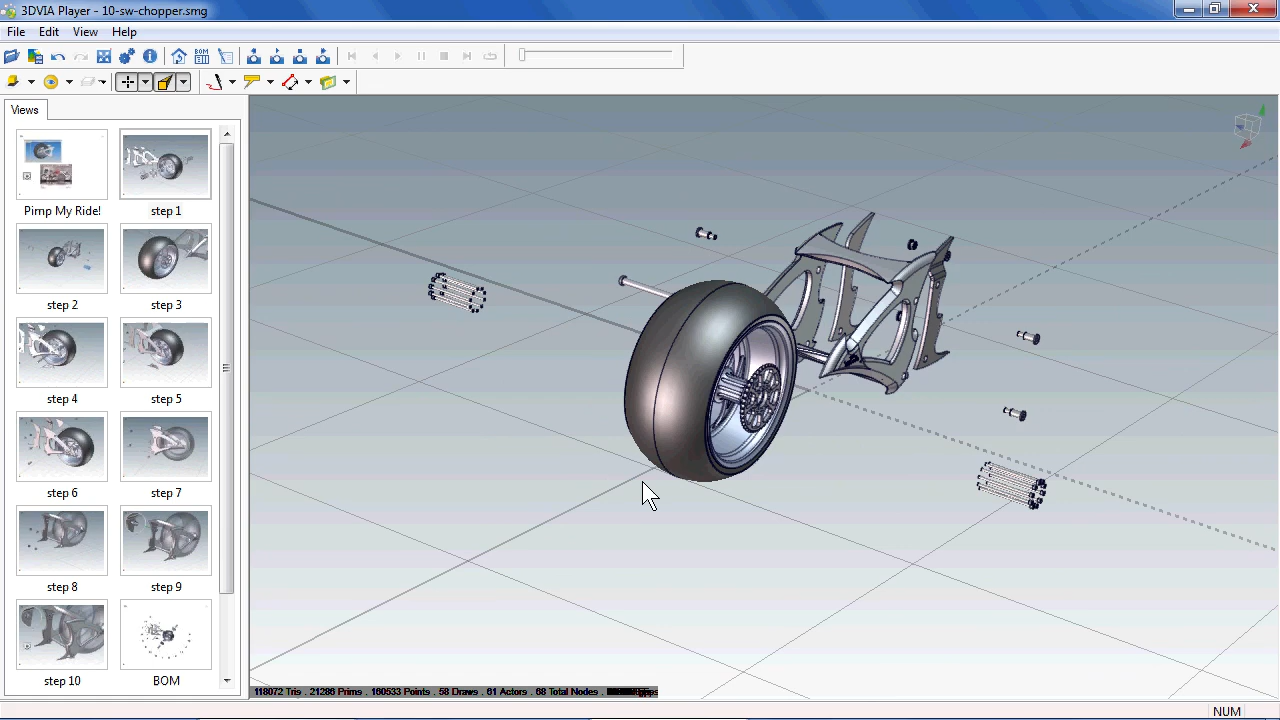 3DVIA Player - 10-sw-chopper.smg
File Edit View Help
BOM
Views
Pimp My Ride! step 1
step 2 step 3
step 4 step 5
step 6 step 7
step 8 step 9
step 10 BOM
118072 Tris . 21286 Prims . 160533 Points . 58 Draws . 61 Actors . 68 Total Nodes .
NUM